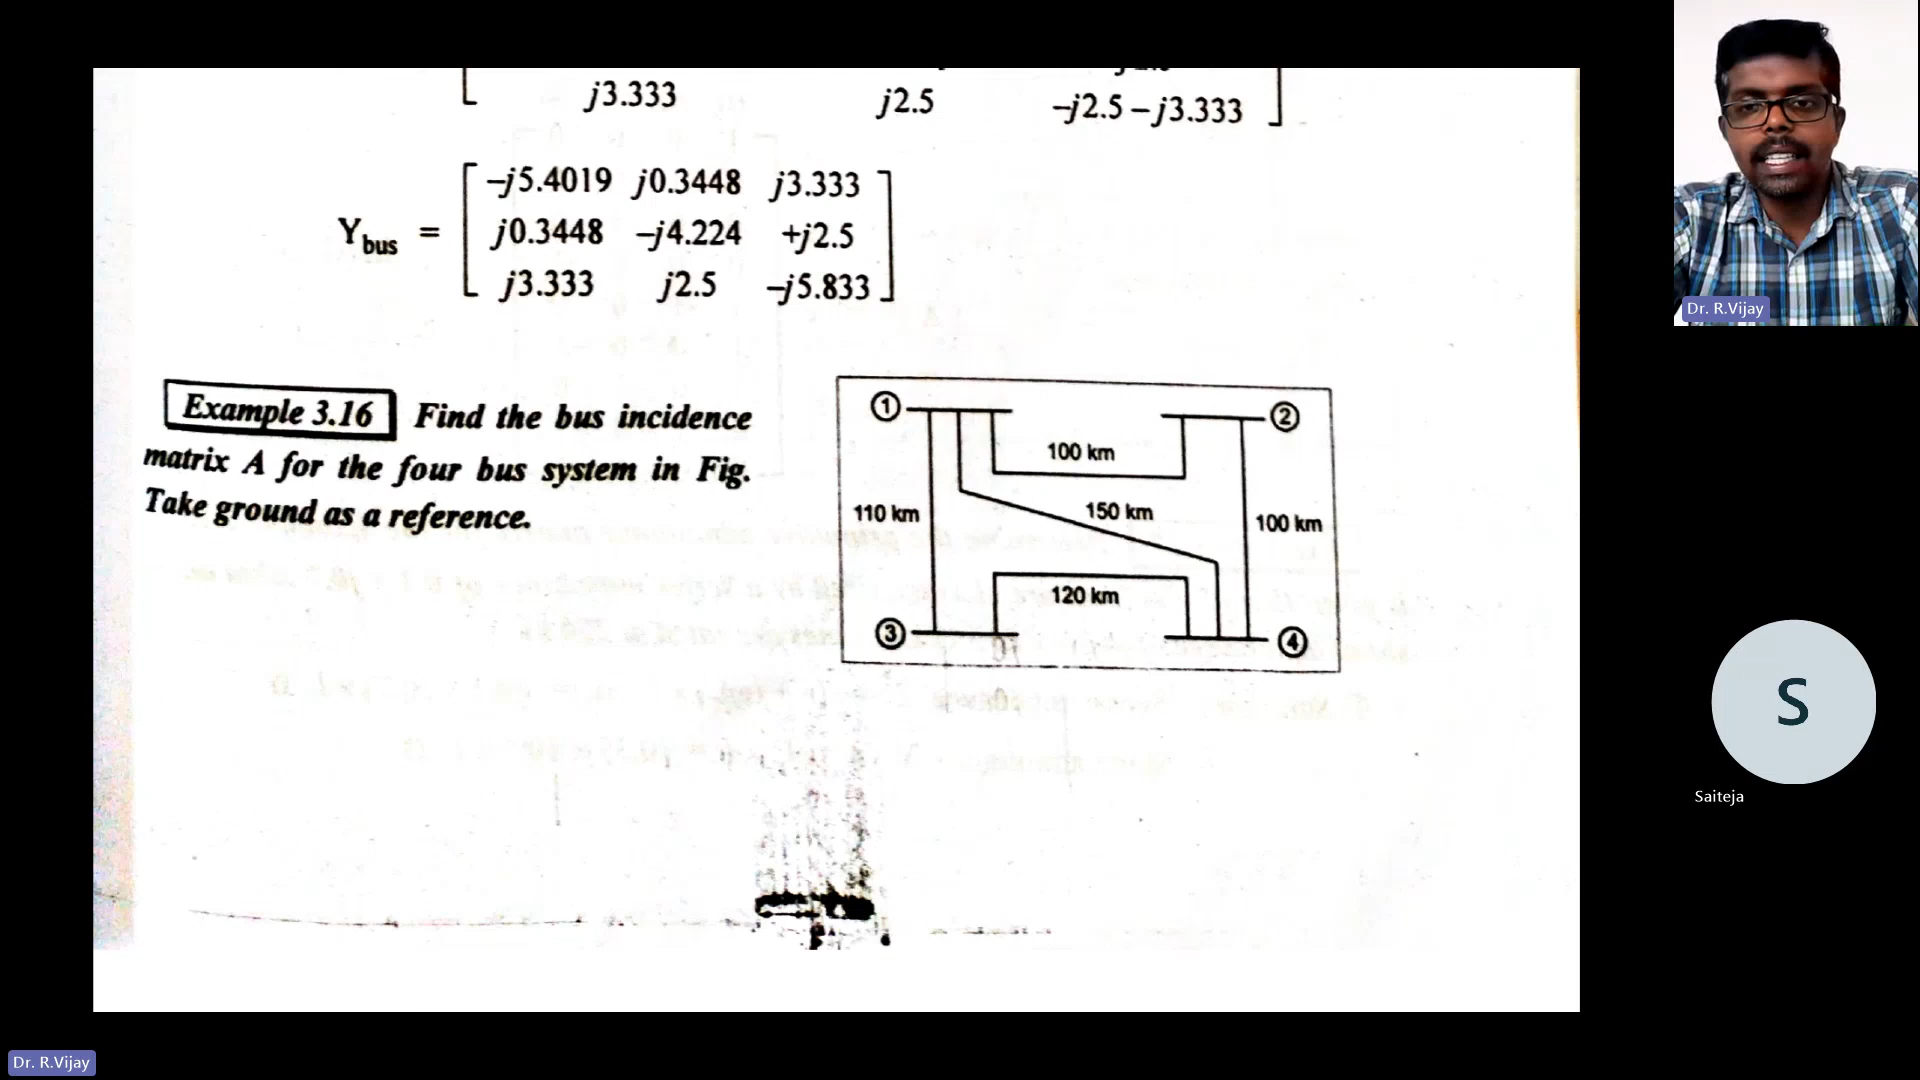 j3.333 j2.5 –j2.5 – j3.333
–j5.4019 j0.3448 j3.333
Ybus = j0.3448 –j4.224 +j2.5
j3.333 j2.5 –j5.833
Example 3.16 Find the bus incidence
matrix A for the four bus system in Fig.
Take ground as a reference.
① ②
100 km
110 km 150 km 100 km
120 km
③ ④
Dr. R.Vijay
S
Saiteja
Dr. R.Vijay